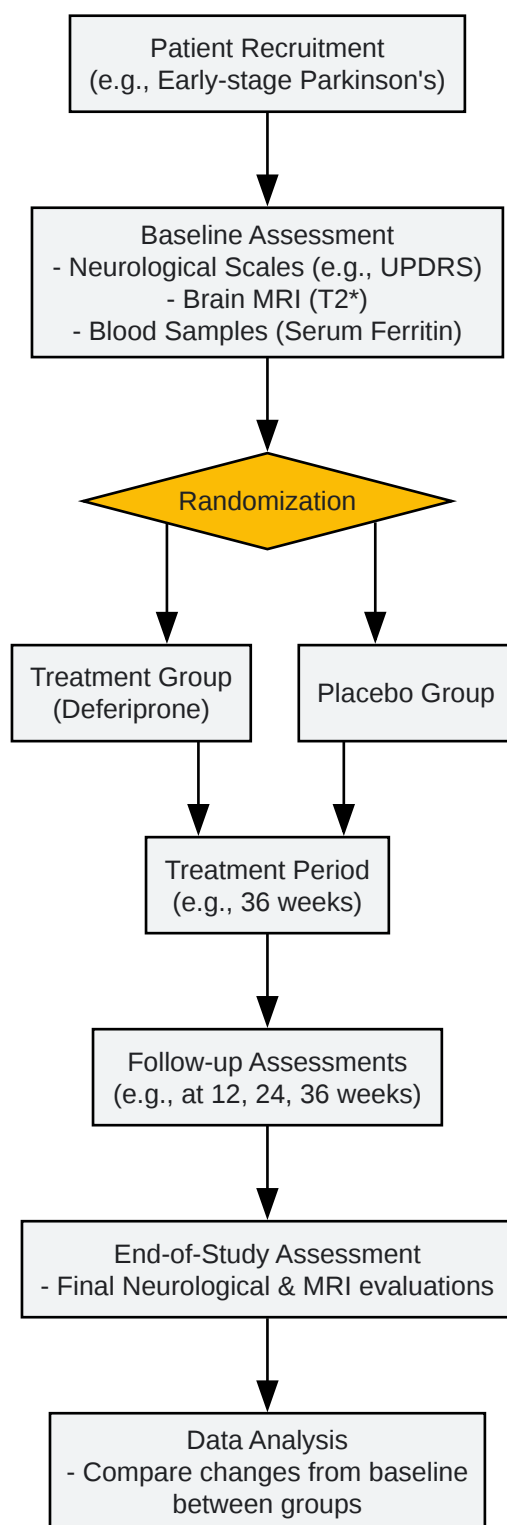 Patient Recruitment
(e.g., Early-stage Parkinson's)
Baseline Assessment
- Neurological Scales (e.g., UPDRS)
- Brain MRI (T2*)
- Blood Samples (Serum Ferritin)
Randomization
Treatment Group
(Deferiprone)
Placebo Group
Treatment Period
(e.g., 36 weeks)
Follow-up Assessments
(e.g., at 12, 24, 36 weeks)
End-of-Study Assessment
- Final Neurological & MRI evaluations
Data Analysis
- Compare changes from baseline
between groups